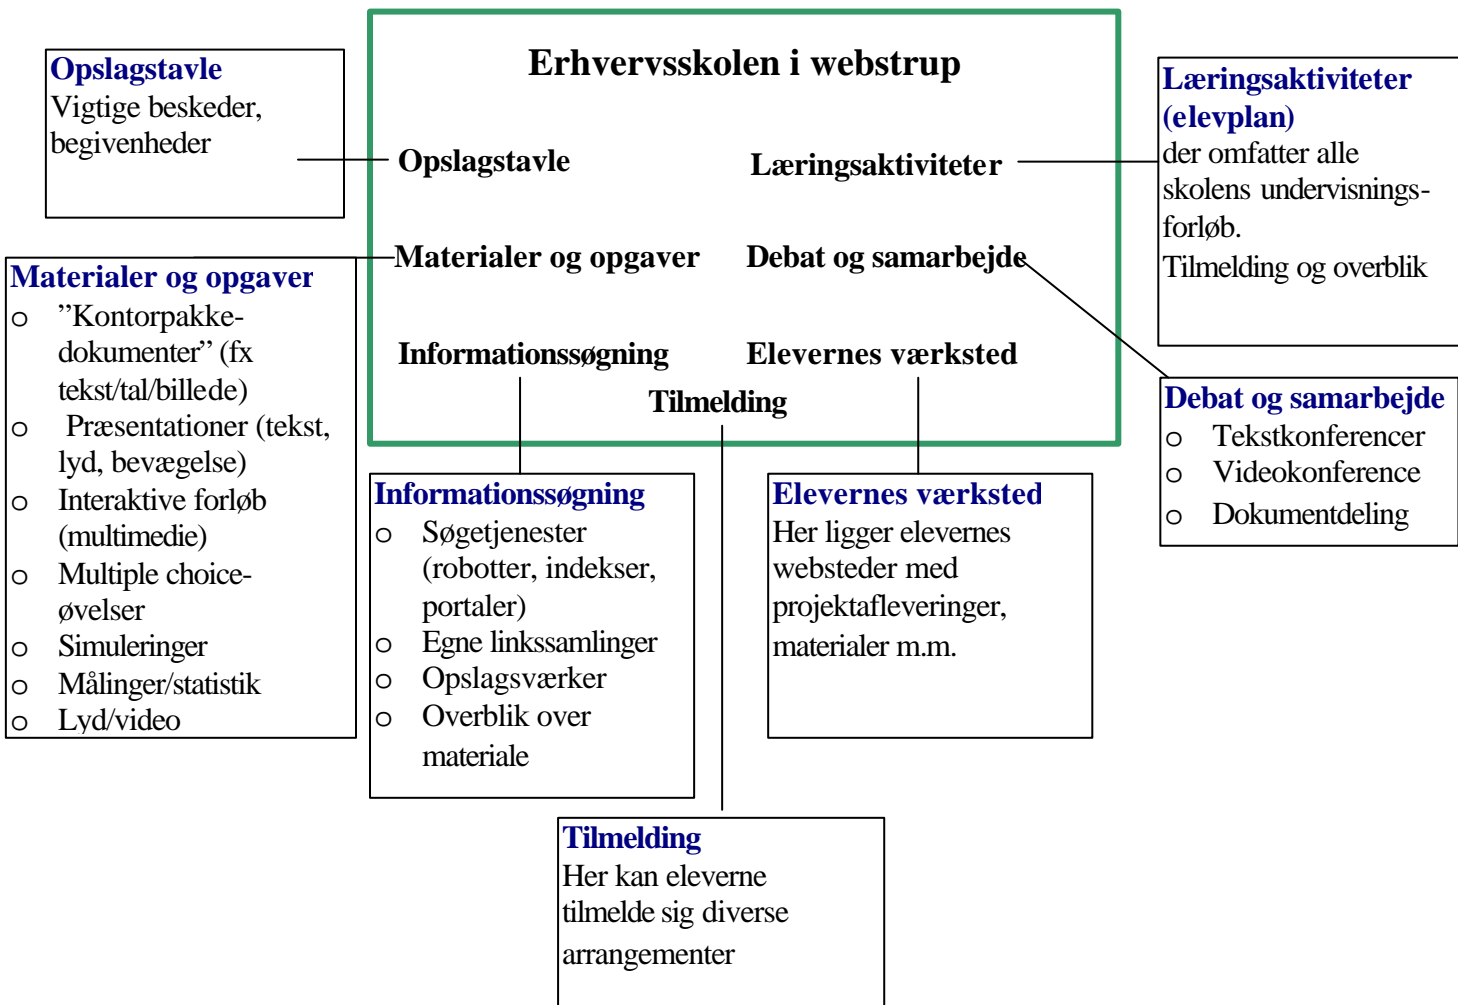 Erhvervsskolen i webstrup
Opslagstavle
Læringsaktiviteter
Materialer og opgaver
Debat og samarbejde
Informationssøgning
Elevernes værksted
Tilmelding
Opslagstavle
Vigtige beskeder,
begivenheder
Læringsaktiviteter
(elevplan)
der omfatter alle
skolens undervisnings-
forløb.
Tilmelding og overblik
Materialer og opgaver
o ”Kontorpakke-
dokumenter” (fx
tekst/tal/billede)
o Præsentationer (tekst,
lyd, bevægelse)
o Interaktive forløb
(multimedie)
o Multiple choice-
øvelser
o Simuleringer
o Målinger/statistik
o Lyd/video
Debat og samarbejde
o Tekstkonferencer
o Videokonference
o Dokumentdeling
Informationssøgning
o Søgetjenester
(robotter, indekser,
portaler)
o Egne linkssamlinger
o Opslagsværker
o Overblik over
materiale
Elevernes værksted
Her ligger elevernes
websteder med
projektafleveringer,
materialer m.m.
Tilmelding
Her kan eleverne
tilmelde sig diverse
arrangementer